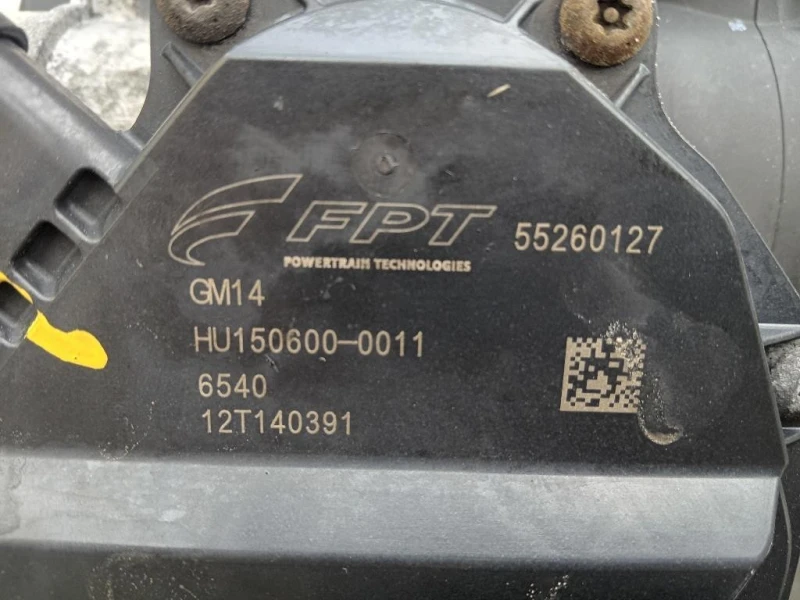 FPT 55260127
POWERTRAIN TECHNOLOGIES
GM14
HU150600-0011
6540
12T140391